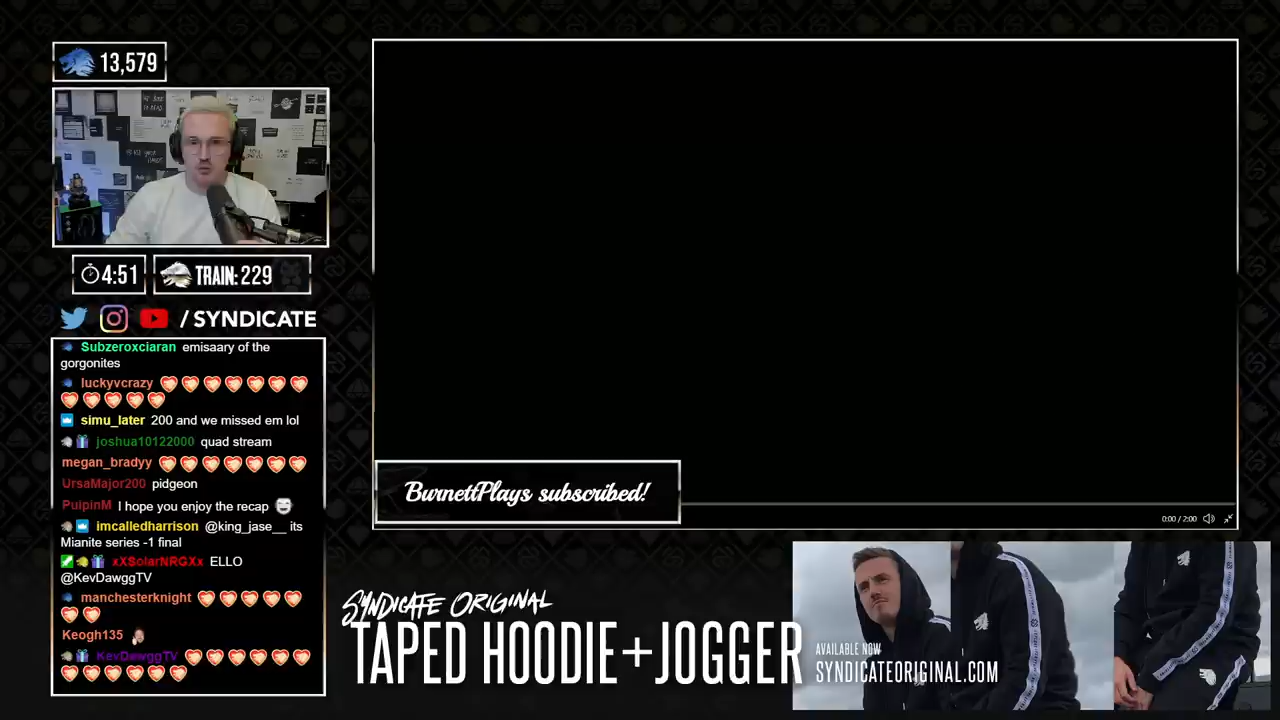 13,579
4:51
TRAIN: 229
/ SYNDICATE
Subzeroxciaran emisaary of the
gorgonites
luckyvcrazy
simu_later 200 and we missed em lol
joshua10122000 quad stream
megan_bradyy
UrsaMajor200 pidgeon
PulpinM I hope you enjoy the recap
imcalledharrison @king_jase__ its
Mianite series -1 final
xXSolarNRGXx ELLO
@KevDawggTV
manchesterknight
Keogh135
KevDawggTV
BurnettPlays subscribed!
0:00 / 2:00
SYNDICATE ORIGINAL
TAPED HOODIE+JOGGER
AVAILABLE NOW
SYNDICATEORIGINAL.COM